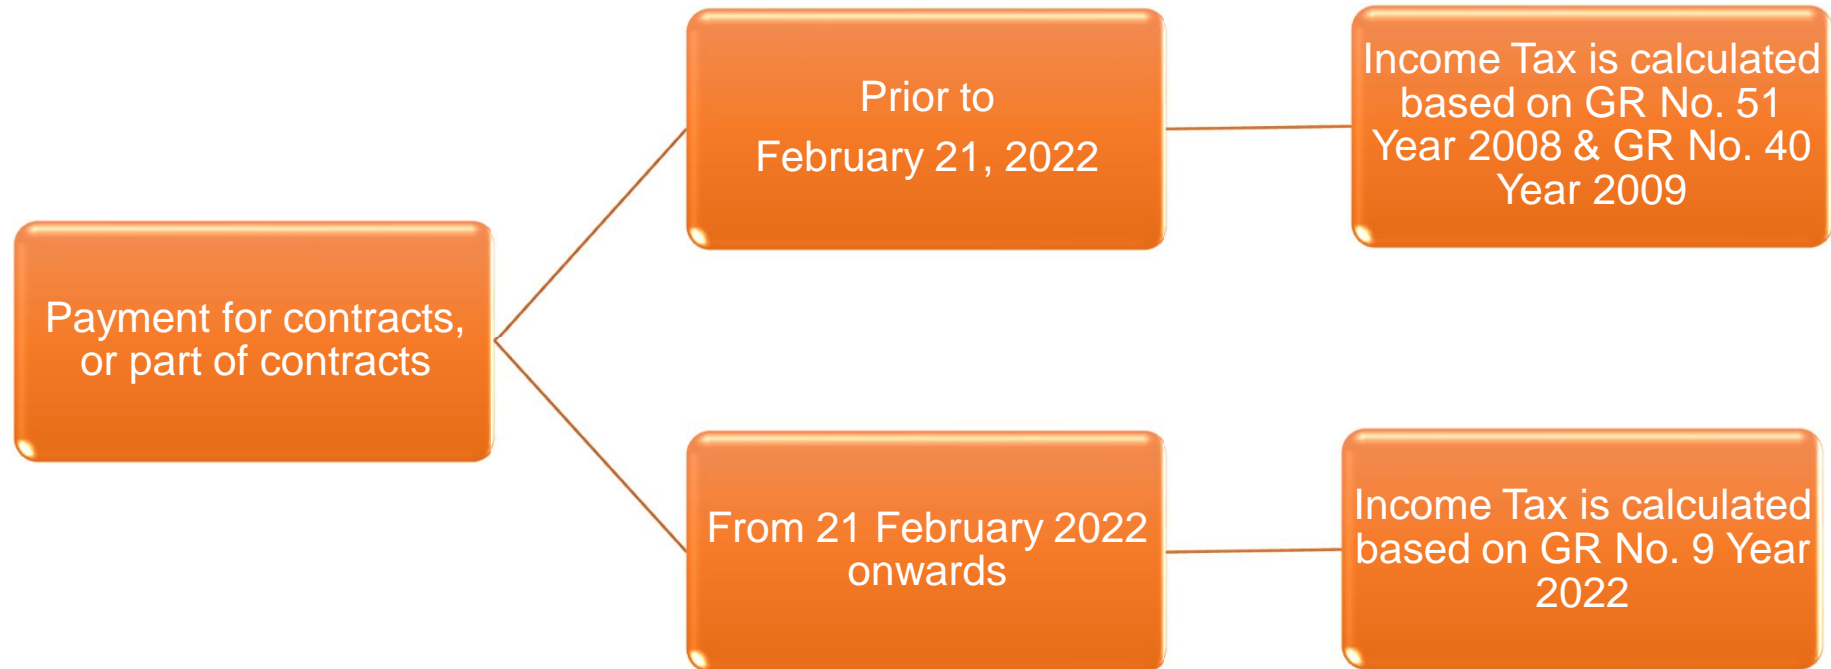 Payment for contracts,
or part of contracts
Prior to
February 21, 2022
Income Tax is calculated
based on GR No. 51
Year 2008 & GR No. 40
Year 2009
From 21 February 2022
onwards
Income Tax is calculated
based on GR No. 9 Year
2022